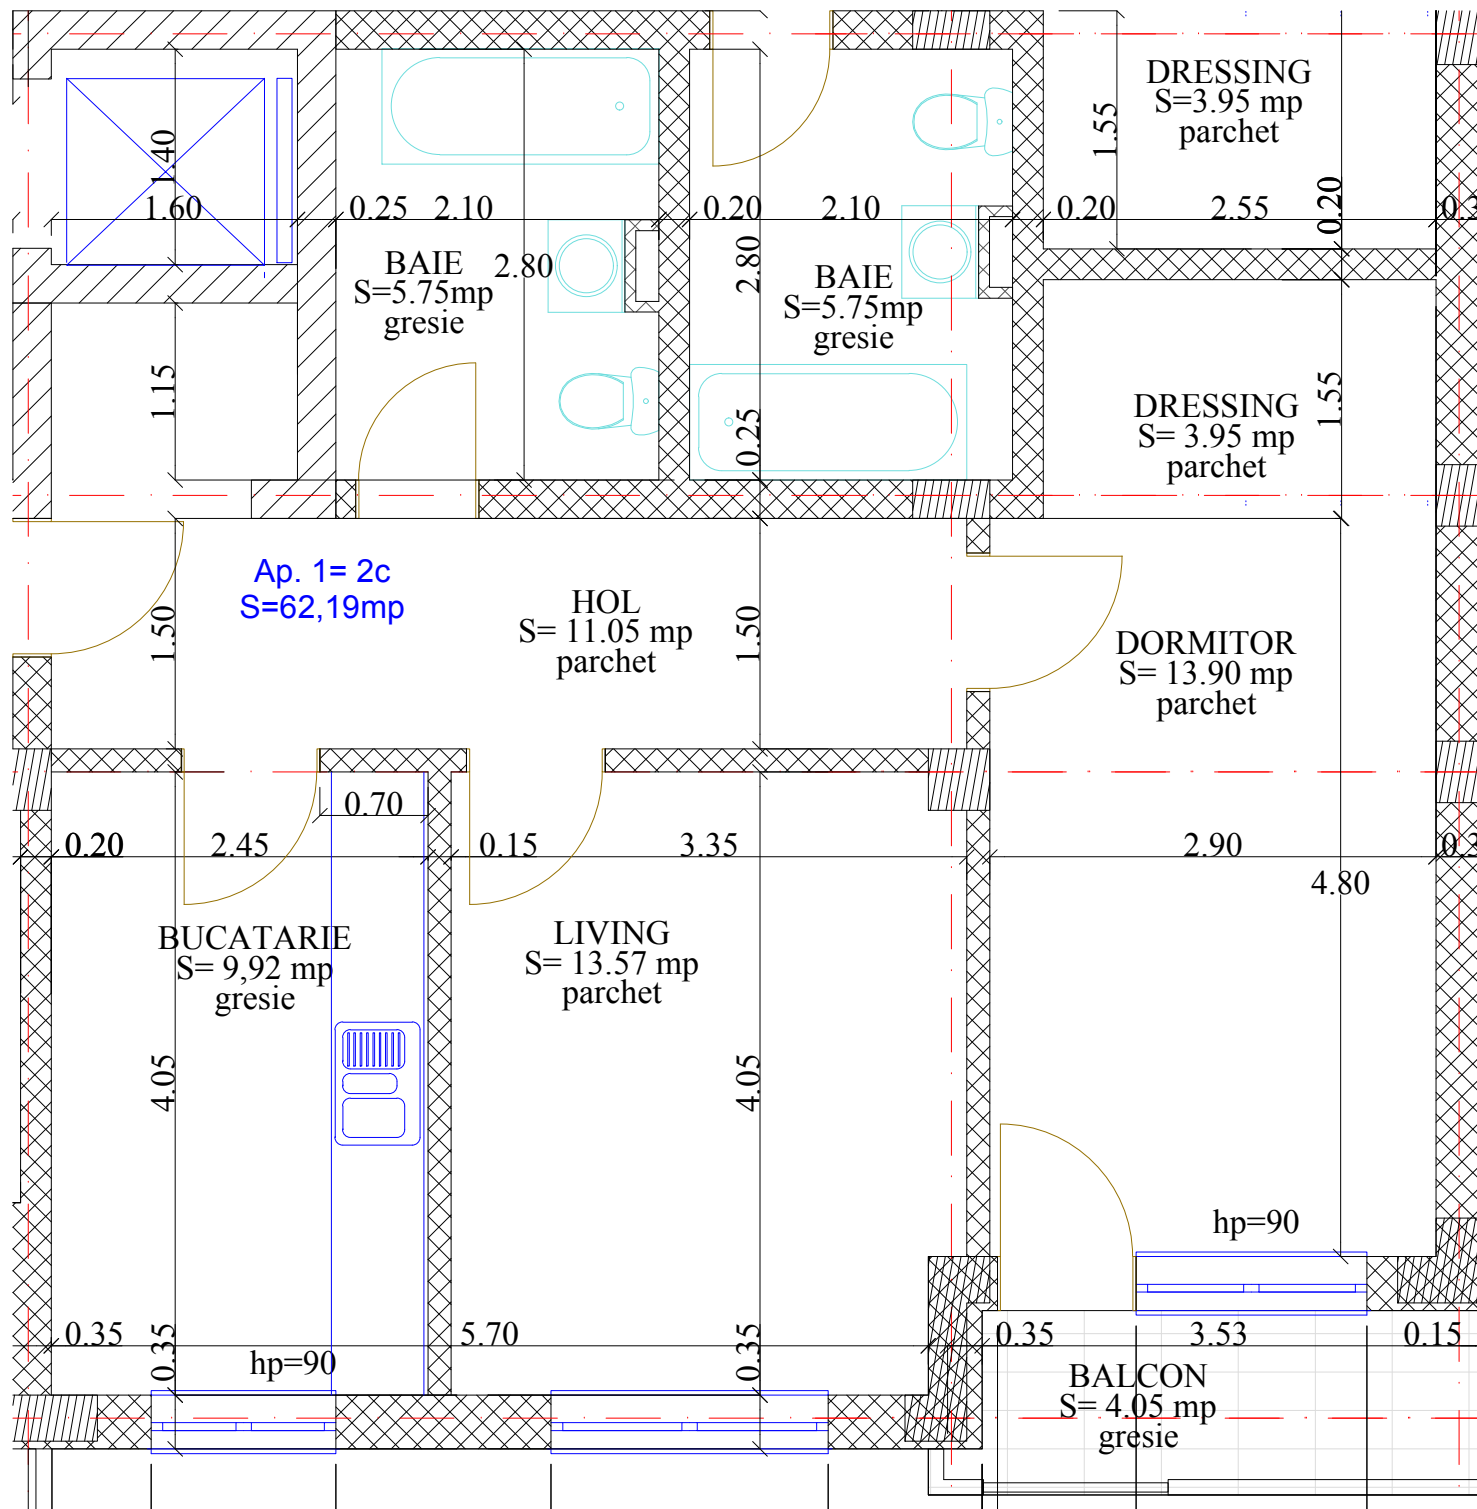 DRESSING
S=3.95 mp
parchet
1.55
1.40
1.60
0.25
2.10
0.20
2.10
0.20
2.55
0.20
0.3
BAIE
S=5.75mp
gresie
2.80
2.80
BAIE
S=5.75mp
gresie
1.15
0.25
DRESSING
S= 3.95 mp
parchet
1.55
Ap. 1= 2c
S=62,19mp
1.50
HOL
S= 11.05 mp
parchet
1.50
DORMITOR
S= 13.90 mp
parchet
0.70
0.20
2.45
0.15
3.35
2.90
0.3
4.80
BUCATARIE
S= 9,92 mp
gresie
LIVING
S= 13.57 mp
parchet
4.05
4.05
hp=90
0.35
0.35
5.70
0.35
0.35
3.53
0.15
hp=90
BALCON
S= 4.05 mp
gresie